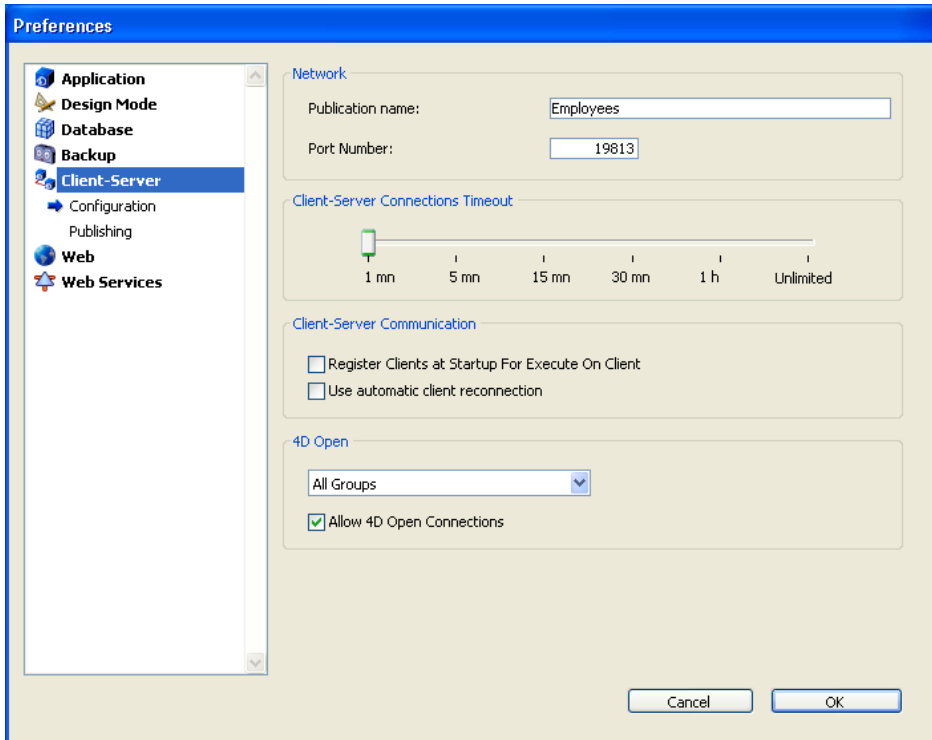 Preferences
Application
Design Mode
Database
Backup
Client-Server
Configuration
Publishing
Web
Web Services
Network
Publication name: Employees
Port Number: 19813
Client-Server Connections Timeout
1 mn 5 mn 15 mn 30 mn 1 h Unlimited
Client-Server Communication
Register Clients at Startup For Execute On Client
Use automatic client reconnection
4D Open
All Groups
Allow 4D Open Connections
Cancel OK